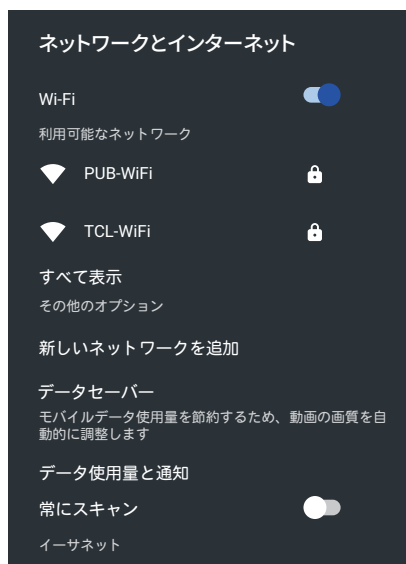 ネットワークとインターネット
Wi-Fi
利用可能なネットワーク
PUB-WiFi
TCL-WiFi
すべて表示
その他のオプション
新しいネットワークを追加
データセーバー
モバイルデータ使用量を節約するため、動画の画質を自
動的に調整します
データ使用量と通知
常にスキャン
イーサネット